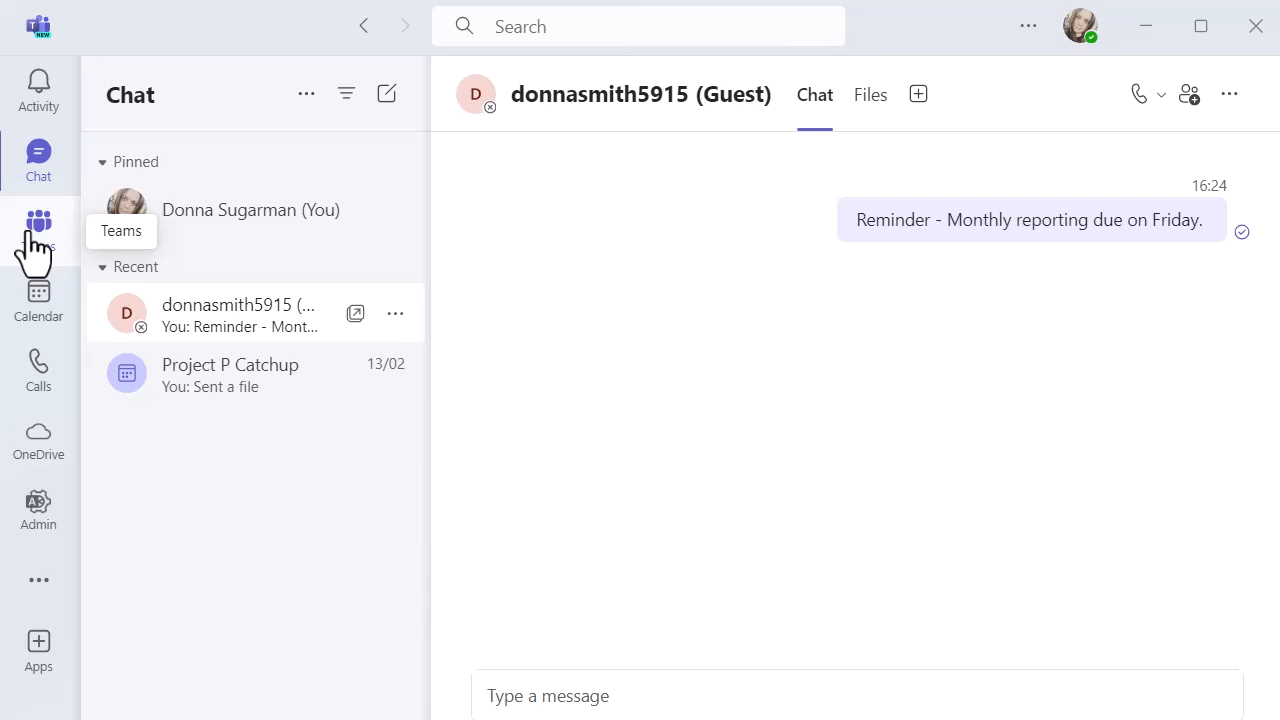 NEW
Search
Activity
Chat
Calendar
Calls
OneDrive
Admin
Apps
Teams
Chat
Pinned
Donna Sugarman (You)
Recent
D
donnasmith5915 (...
You: Reminder - Mont...
Project P Catchup
13/02
You: Sent a file
D
donnasmith5915 (Guest)
Chat
Files
16:24
Reminder - Monthly reporting due on Friday.
Type a message